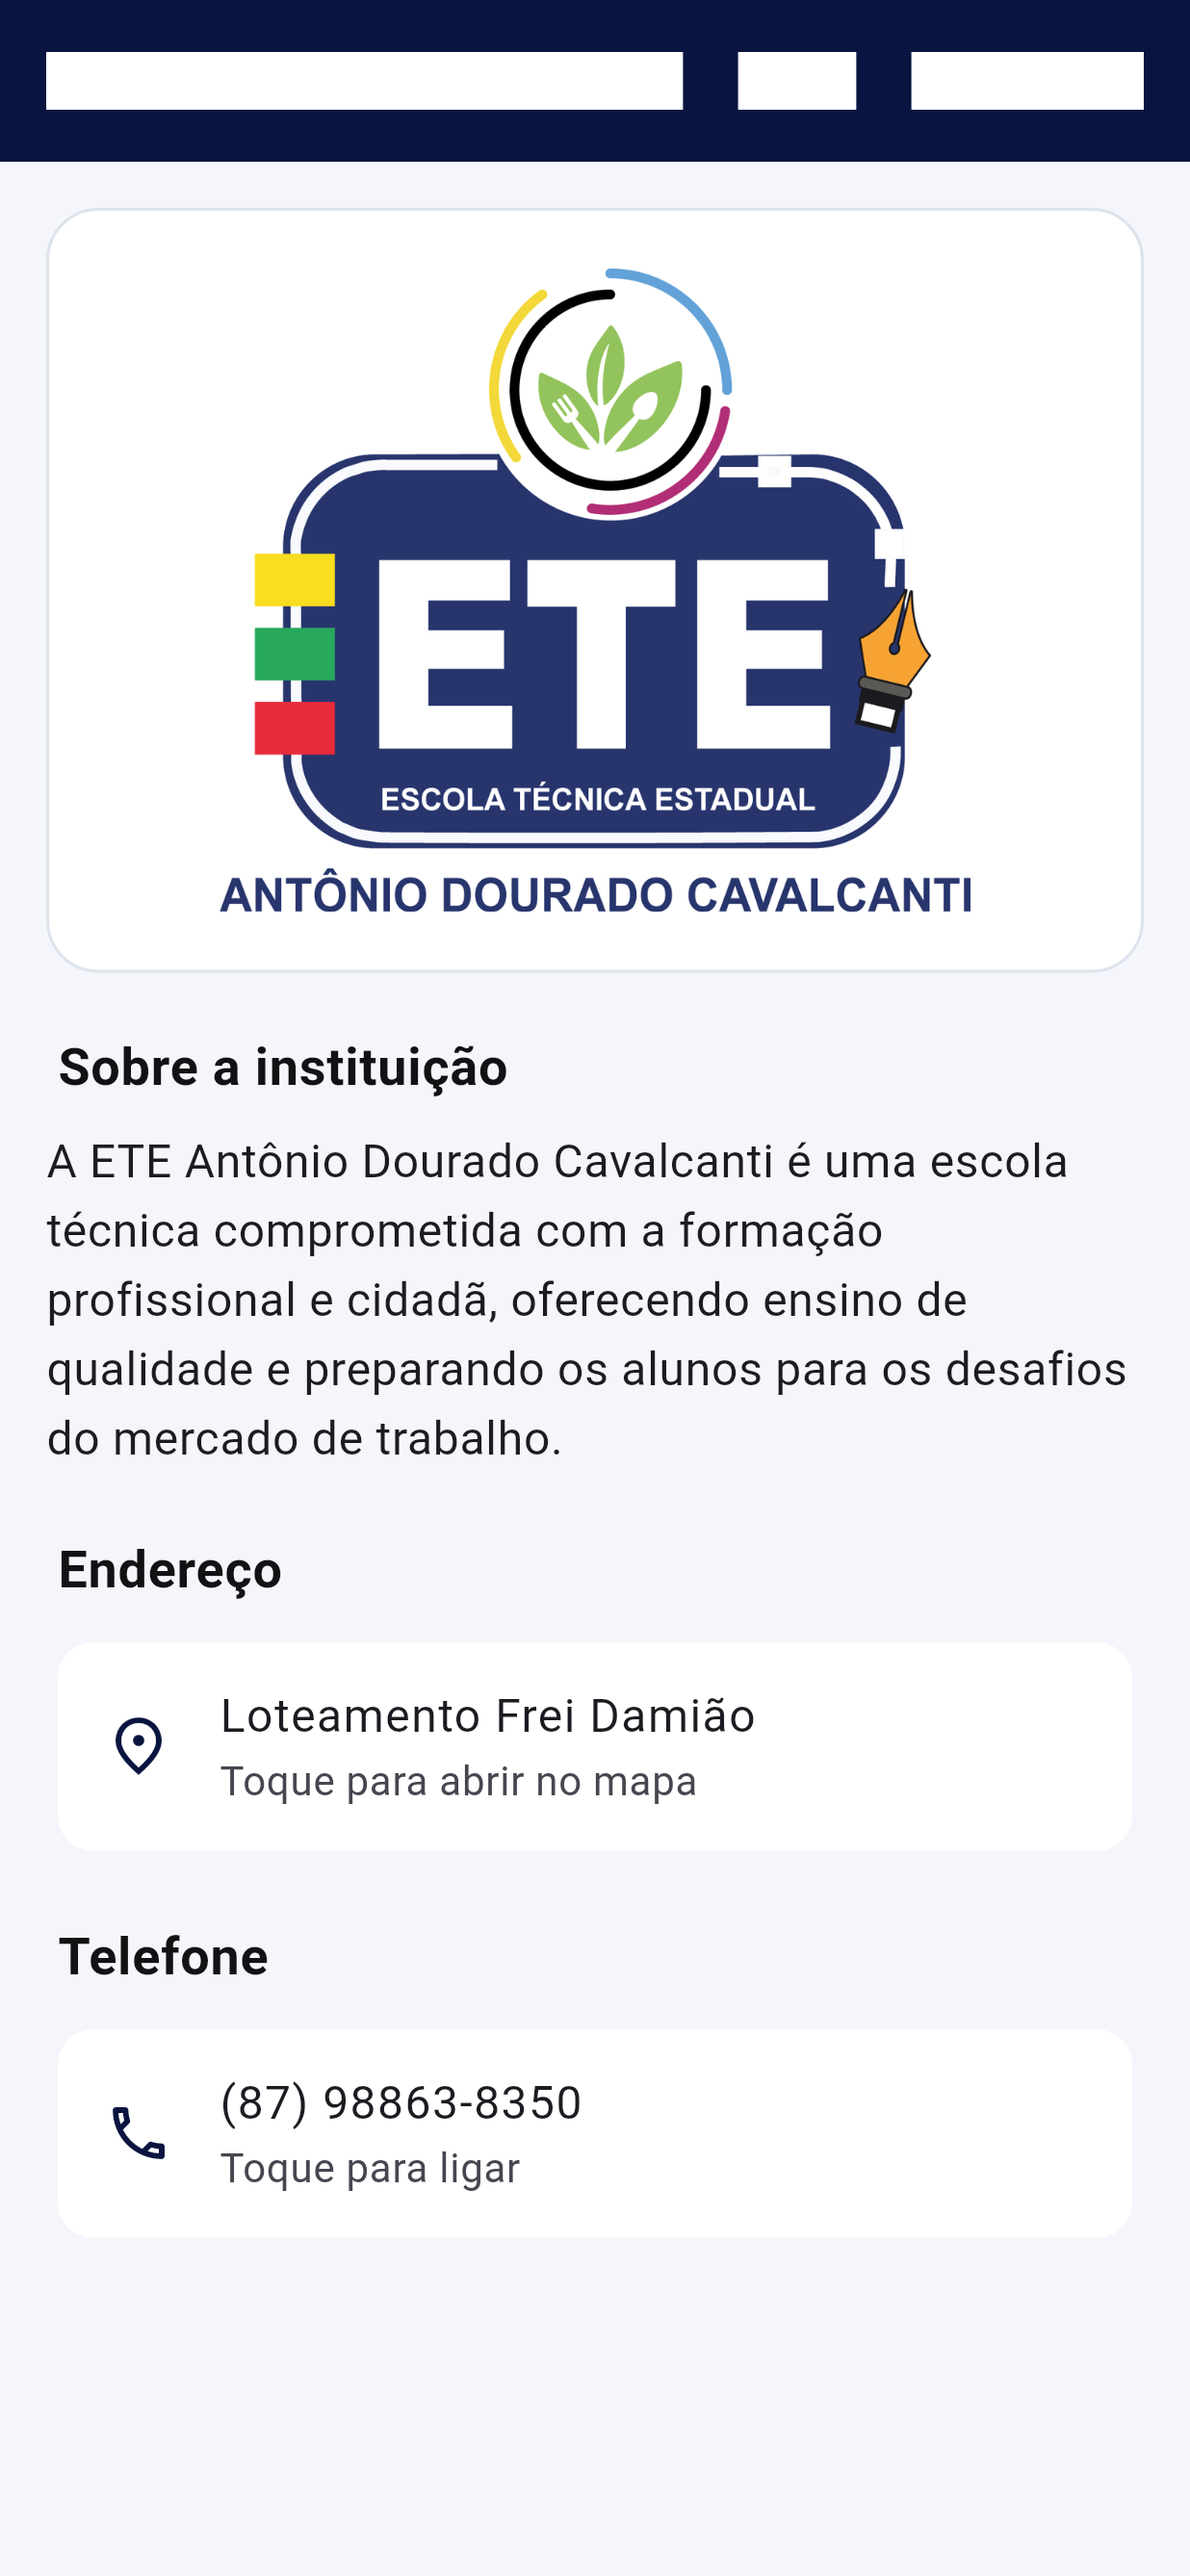 ETE
ESCOLA TÉCNICA ESTADUAL
ANTÔNIO DOURADO CAVALCANTI
Sobre a instituição
A ETE Antônio Dourado Cavalcanti é uma escola
técnica comprometida com a formação
profissional e cidadã, oferecendo ensino de
qualidade e preparando os alunos para os desafios
do mercado de trabalho.
Endereço
Loteamento Frei Damião
Toque para abrir no mapa
Telefone
(87) 98863-8350
Toque para ligar